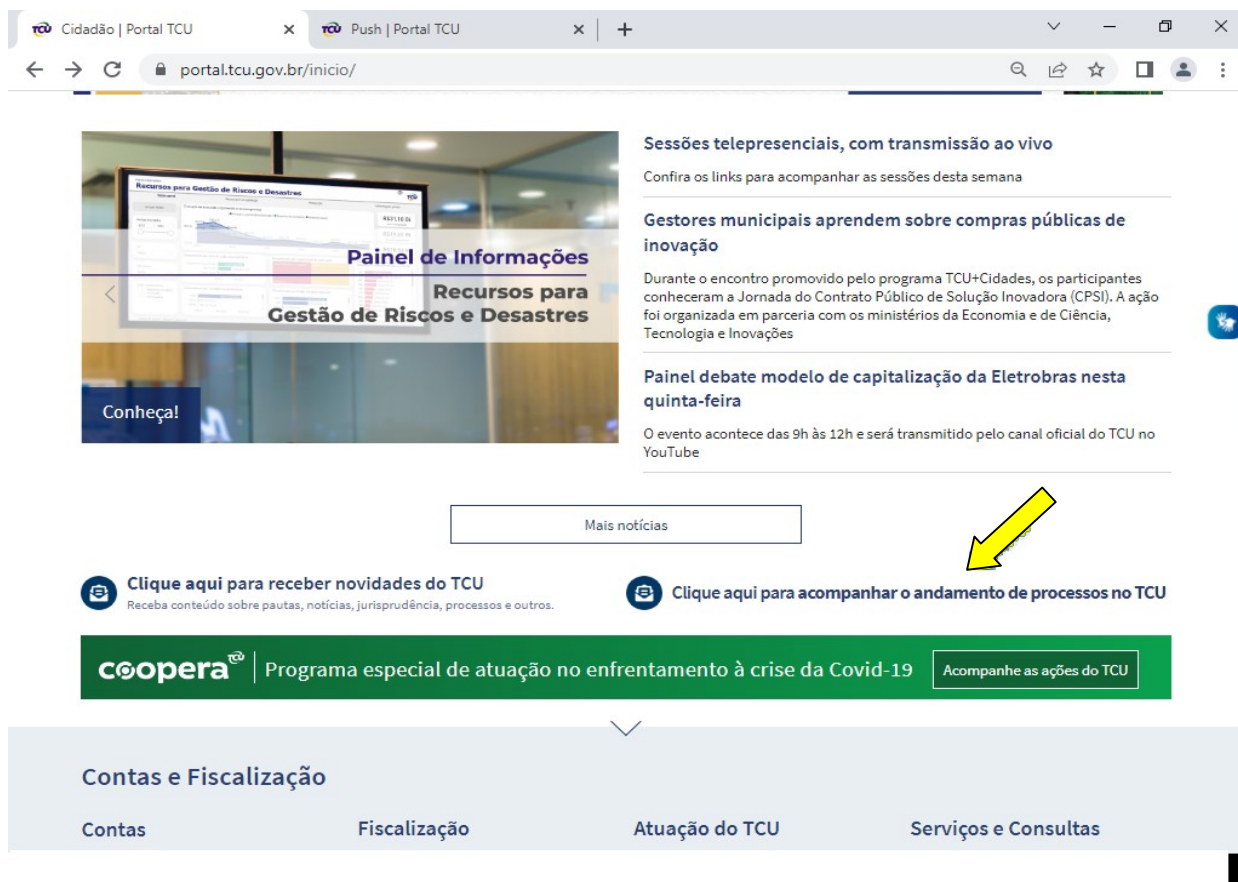 Cidadão | Portal TCU
Push | Portal TCU
portal.tcu.gov.br/inicio/
Recursos para Gestão de Riscos e Desastres
Painel de Informações
Recursos para
Gestão de Riscos e Desastres
Conheça!
Sessões telepresenciais, com transmissão ao vivo
Confira os links para acompanhar as sessões desta semana
Gestores municipais aprendem sobre compras públicas de
inovação
Durante o encontro promovido pelo programa TCU+Cidades, os participantes
conheceram a Jornada do Contrato Público de Solução Inovadora (CPSI). A ação
foi organizada em parceria com os ministérios da Economia e de Ciência,
Tecnologia e Inovações
Painel debate modelo de capitalização da Eletrobras nesta
quinta-feira
O evento acontece das 9h às 12h e será transmitido pelo canal oficial do TCU no
YouTube
Mais notícias
Clique aqui para receber novidades do TCU
Receba conteúdo sobre pautas, notícias, jurisprudência, processos e outros.
Clique aqui para acompanhar o andamento de processos no TCU
coopera TCU | Programa especial de atuação no enfrentamento à crise da Covid-19
Acompanhe as ações do TCU
Contas e Fiscalização
Contas
Fiscalização
Atuação do TCU
Serviços e Consultas